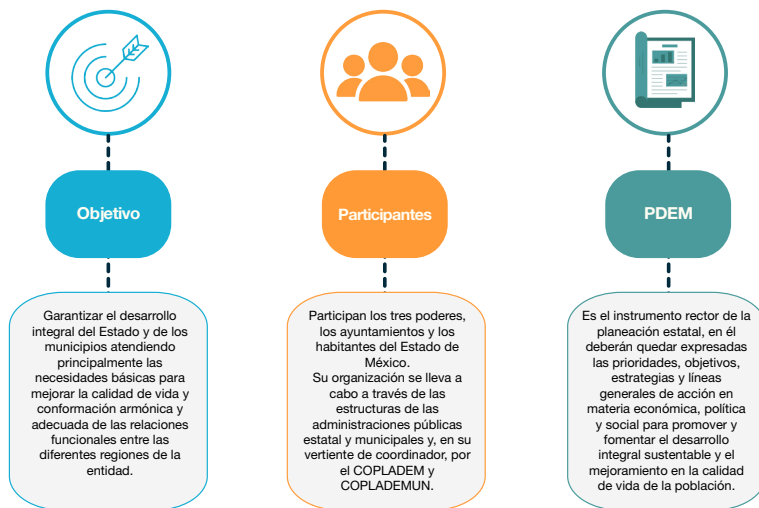 Objetivo
Garantizar el desarrollo
integral del Estado y de los
municipios atendiendo
principalmente las
necesidades básicas para
mejorar la calidad de vida y
conformación armónica y
adecuada de las relaciones
funcionales entre las
diferentes regiones de la
entidad.
Participantes
Participan los tres poderes,
los ayuntamientos y los
habitantes del Estado de
México.
Su organización se lleva a
cabo a través de las
estructuras de las
administraciones públicas
estatal y municipales y, en su
vertiente de coordinador, por
el COPLADEM y
COPLADEMUN.
PDEM
Es el instrumento rector de la
planeación estatal, en él
deberán quedar expresadas
las prioridades, objetivos,
estrategias y líneas
generales de acción en
materia económica, política
y social para promover y
fomentar el desarrollo
integral sustentable y el
mejoramiento en la calidad
de vida de la población.